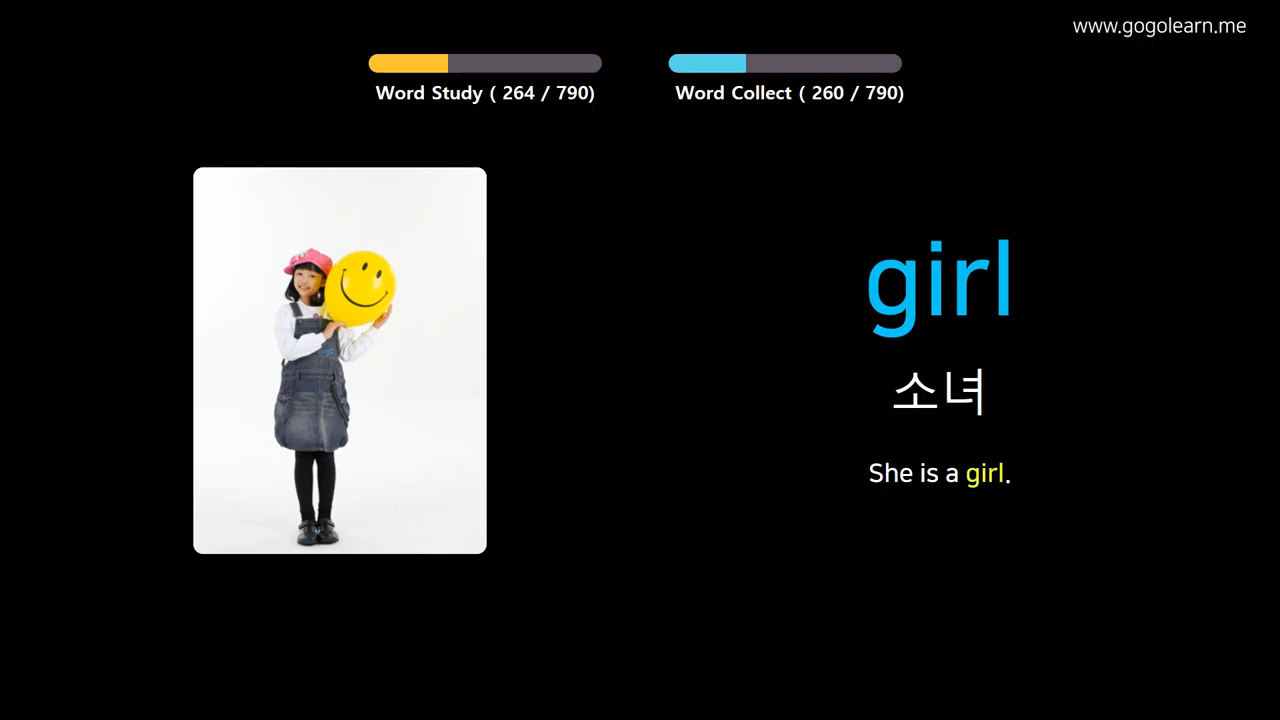 www.gogolearn.me
Word Study ( 264 / 790)
Word Collect ( 260 / 790)
girl
소녀
She is a girl.